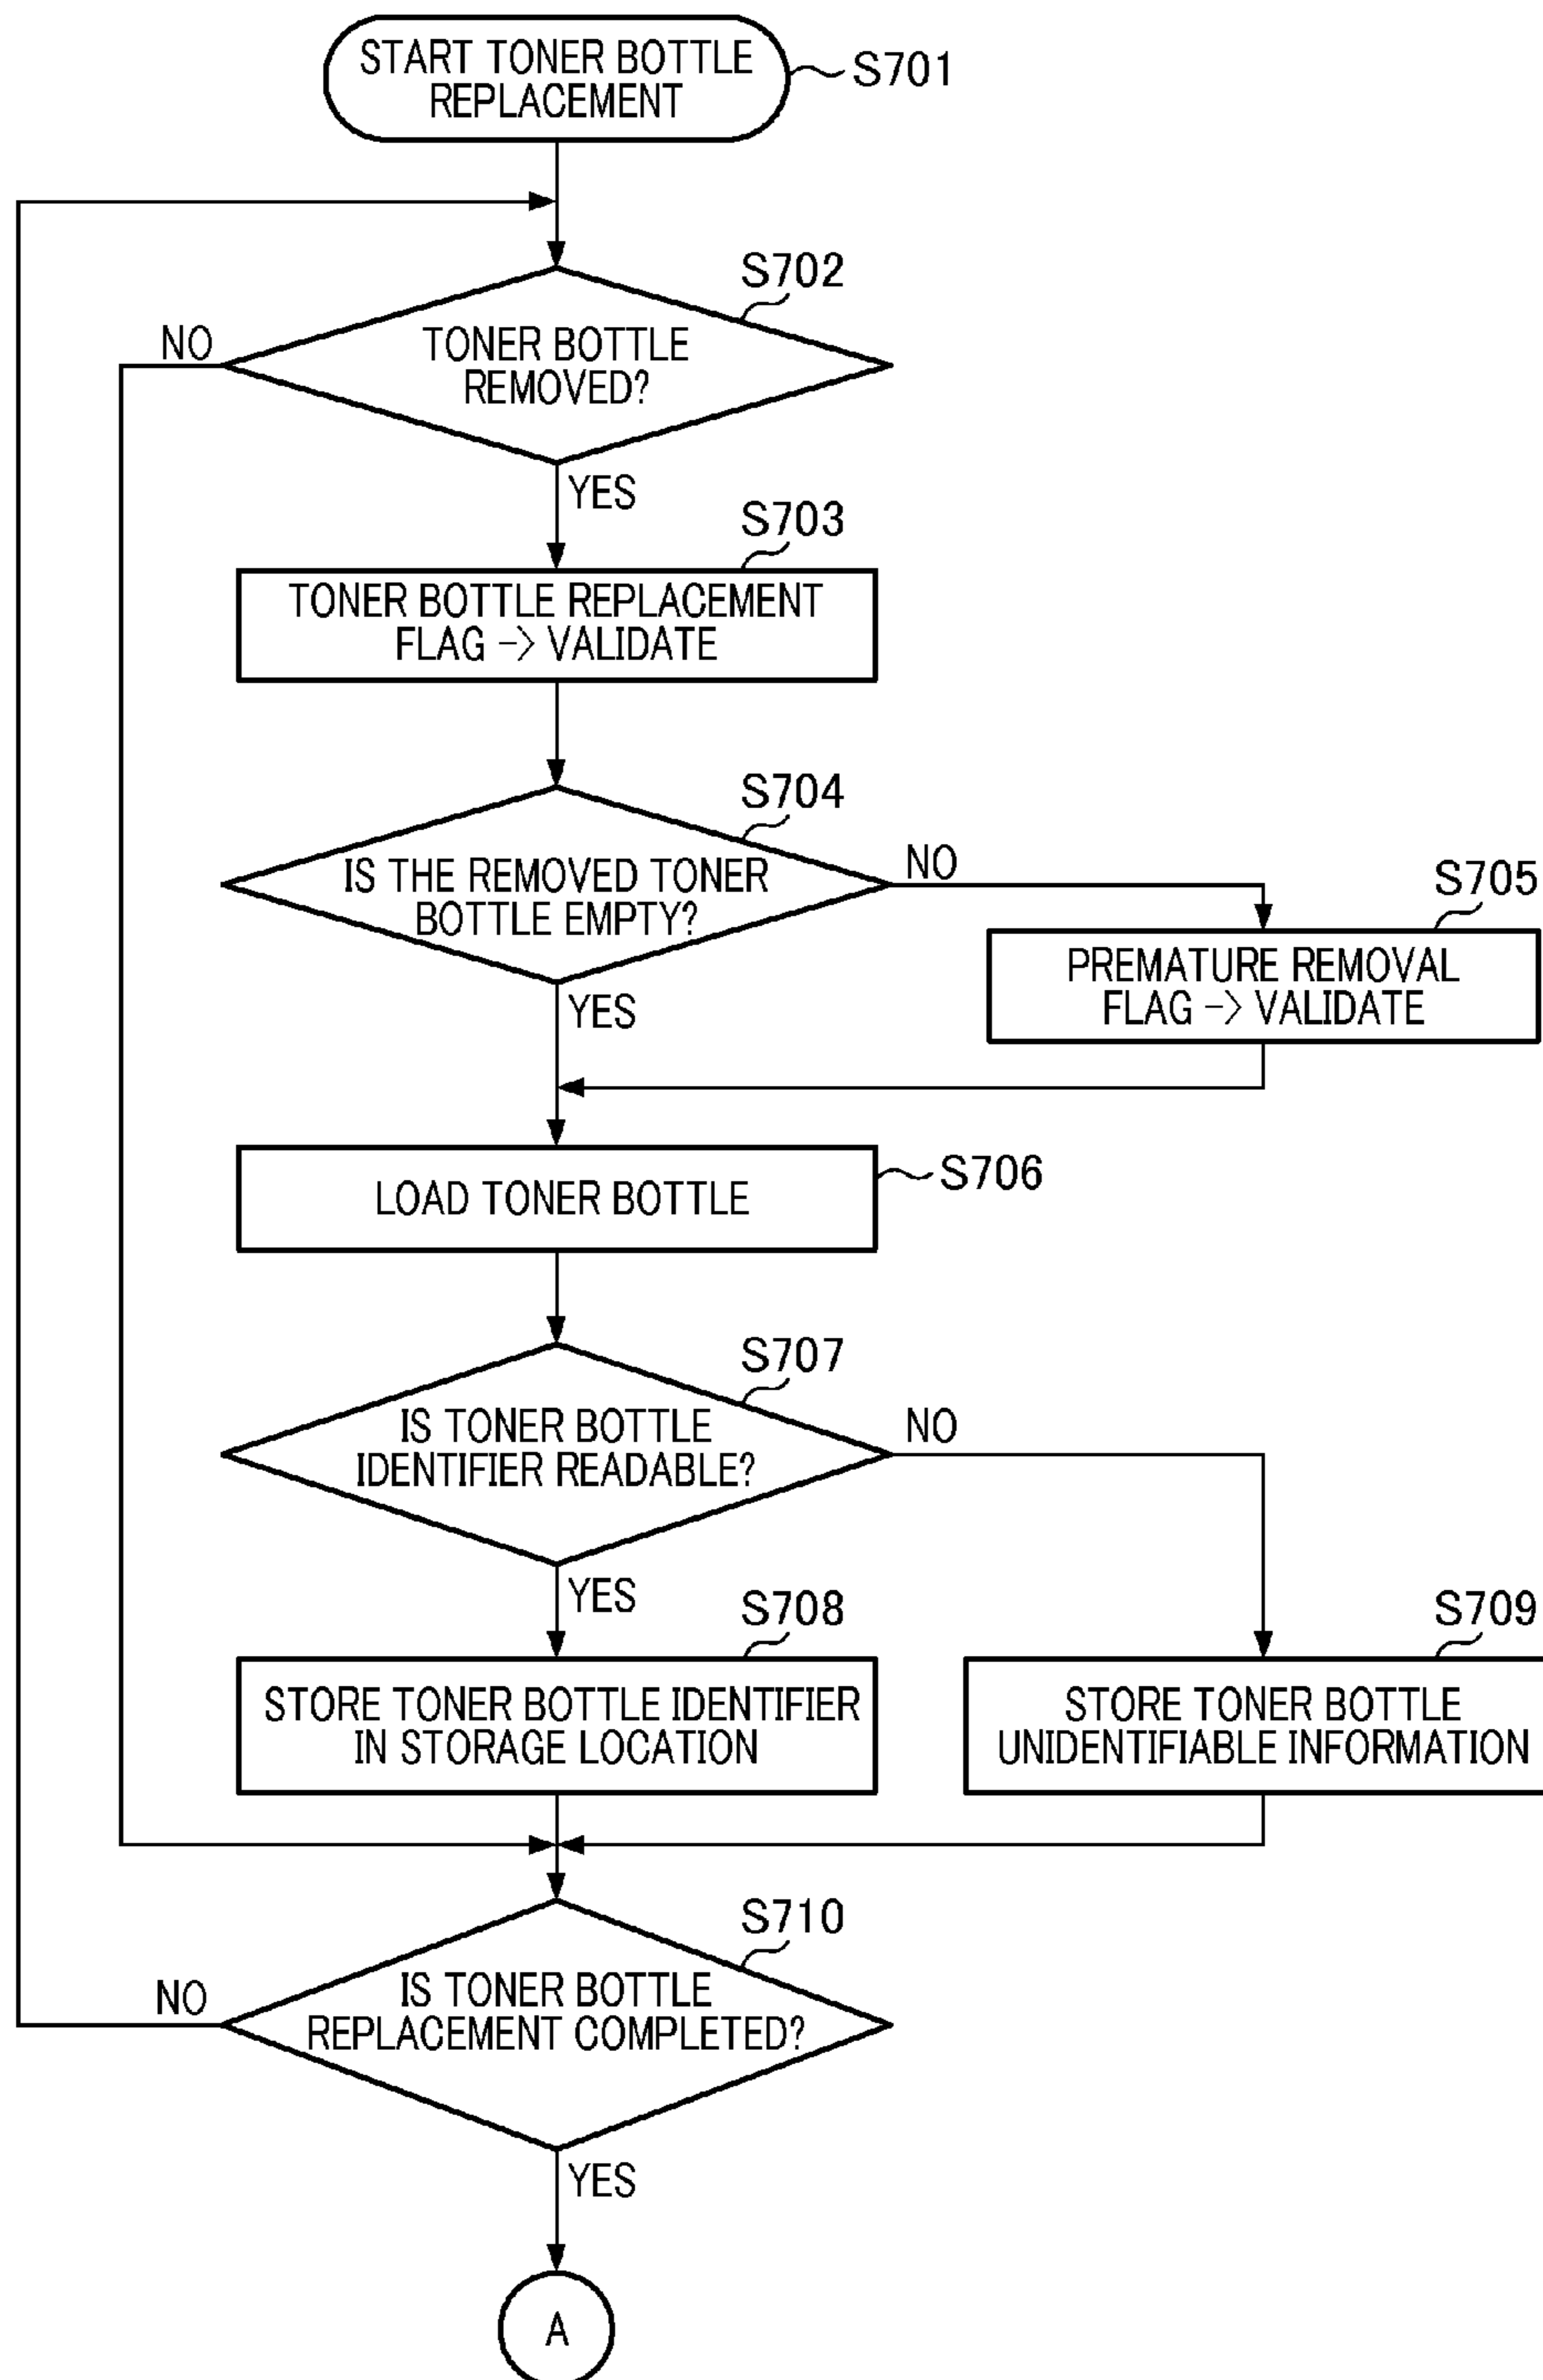 START TONER BOTTLE
REPLACEMENT
S701
S702
NO
TONER BOTTLE
REMOVED?
YES
S703
TONER BOTTLE REPLACEMENT
FLAG -> VALIDATE
S704
IS THE REMOVED TONER
BOTTLE EMPTY?
NO
S705
PREMATURE REMOVAL
FLAG -> VALIDATE
YES
LOAD TONER BOTTLE
S706
S707
IS TONER BOTTLE
IDENTIFIER READABLE?
NO
YES
S708
STORE TONER BOTTLE IDENTIFIER
IN STORAGE LOCATION
S709
STORE TONER BOTTLE
UNIDENTIFIABLE INFORMATION
S710
NO
IS TONER BOTTLE
REPLACEMENT COMPLETED?
YES
A